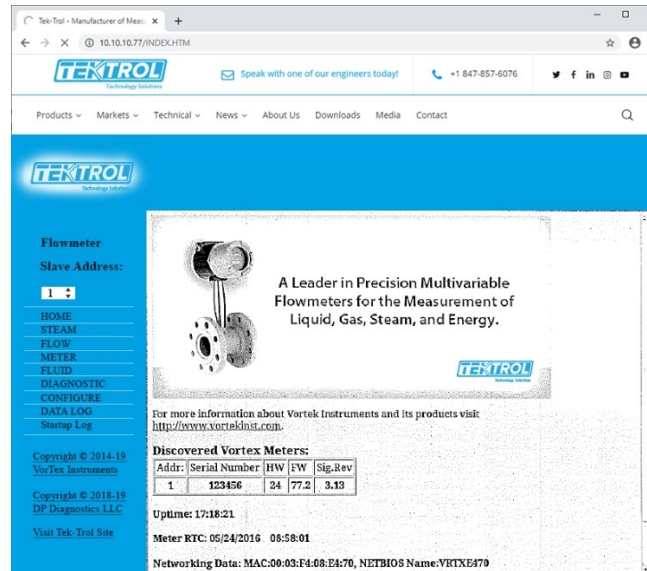 Tek-Trol - Manufacturer of Meas
10.10.10.77/INDEX.HTM
TEKTROL
Technology Solutions
Speak with one of our engineers today!
+1 847-857-6076
Products
Markets
Technical
News
About Us
Downloads
Media
Contact
TEKTROL
Technology Solutions
Flowmeter
Slave Address:
1
HOME
STEAM
FLOW
METER
FLUID
DIAGNOSTIC
CONFIGURE
DATA LOG
Startup Log
Copyright © 2014-19
VorTex Instruments
Copyright © 2018-19
DP Diagnostics LLC
Visit Tek-Trol Site
A Leader in Precision Multivariable
Flowmeters for the Measurement of
Liquid, Gas, Steam, and Energy.
TEKTROL
Technology Solutions
For more information about Vortek Instruments and its products visit
http://www.vortekinst.com.
Discovered Vortex Meters:
Addr: Serial Number HW FW Sig.Rev
1 123456 24 77.2 3.13
Uptime: 17:18:21
Meter RTC: 05/24/2016 08:58:01
Networking Data: MAC:00:03:F4:08:E4:70, NETBIOS Name:VRTXE470